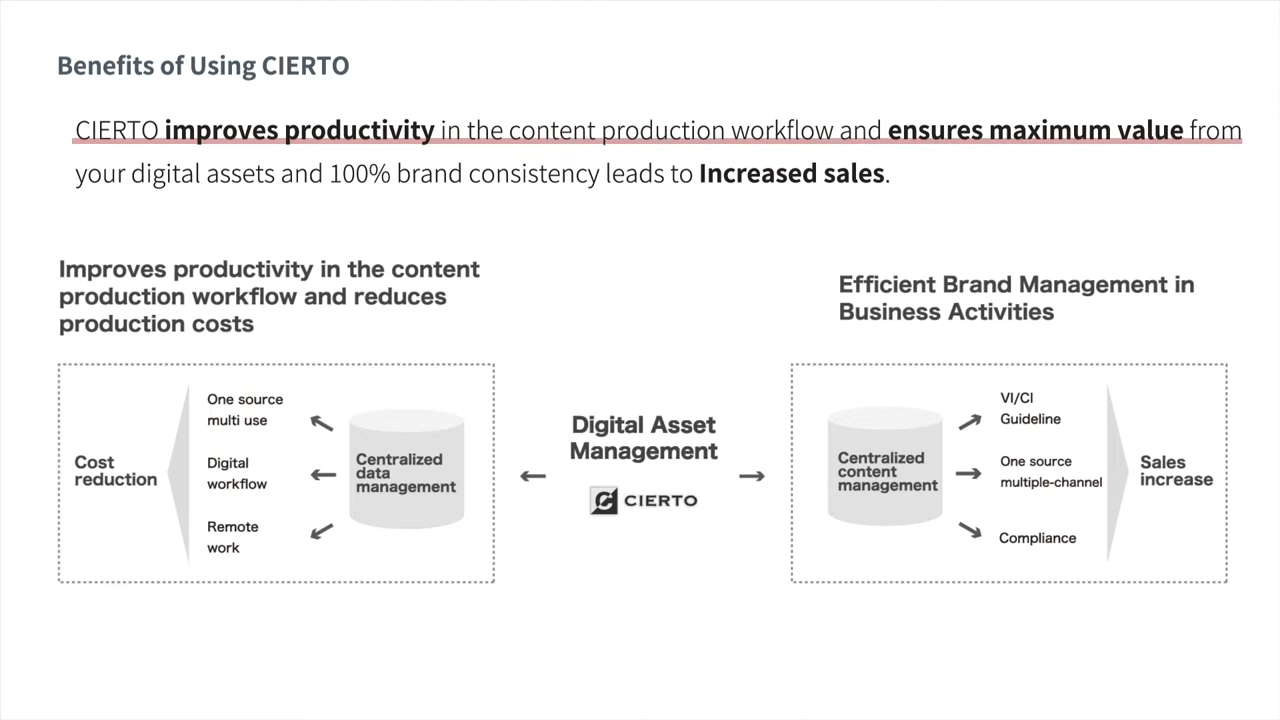 Benefits of Using CIERTO
CIERTO improves productivity in the content production workflow and ensures maximum value from
your digital assets and 100% brand consistency leads to Increased sales.
Improves productivity in the content
production workflow and reduces
production costs
Cost
reduction
One source
multi use
Digital
workflow
Remote
work
Centralized
data
management
Digital Asset
Management
CIERTO
Efficient Brand Management in
Business Activities
Centralized
content
management
VI/CI
Guideline
One source
multiple-channel
Compliance
Sales
increase